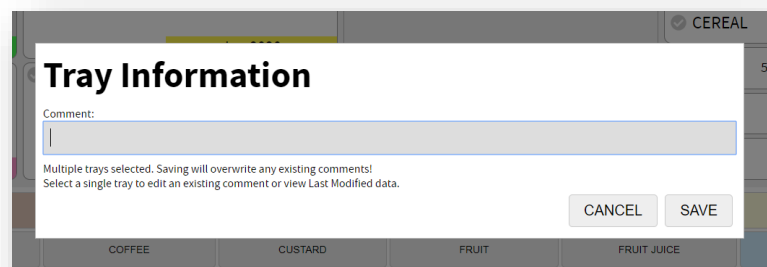 CEREAL
5
Tray Information
Comment:
Multiple trays selected. Saving will overwrite any existing comments!
Select a single tray to edit an existing comment or view Last Modified data.
CANCEL SAVE
COFFEE CUSTARD FRUIT FRUIT JUICE